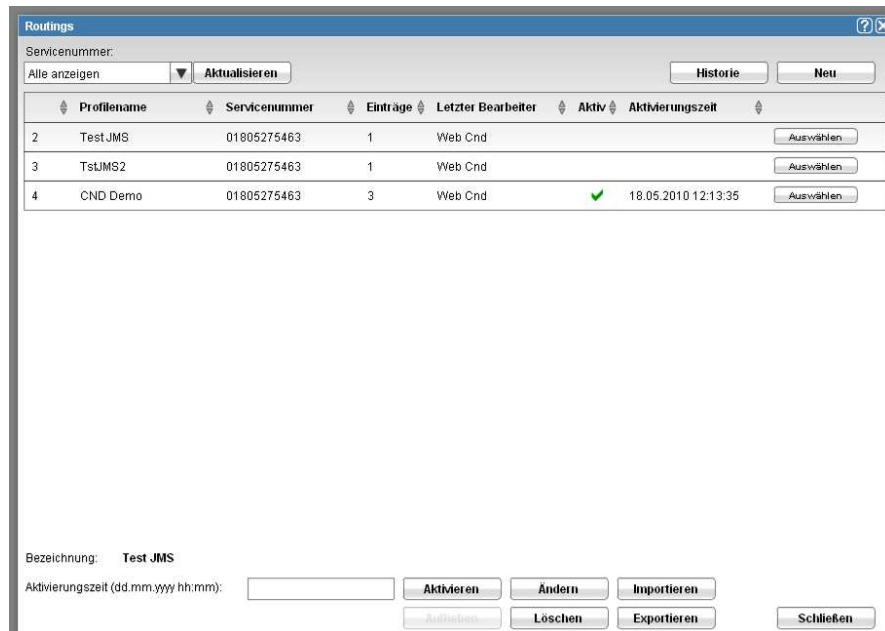 Routings
Servicenummer:
Alle anzeigen Aktualisieren Historie Neu
Profilename Servicenummer Einträge Letzter Bearbeiter Aktiv Aktivierungszeit
2 Test JMS 01805275463 1 Web Cnd Auswählen
3 TstJMS2 01805275463 1 Web Cnd Auswählen
4 CND Demo 01805275463 3 Web Cnd 18.05.2010 12:13:35 Auswählen
Bezeichnung: Test JMS
Aktivierungszeit (dd.mm.yyyy hh:mm): Aktivieren Ändern Importieren
Löschen Exportieren Schließen